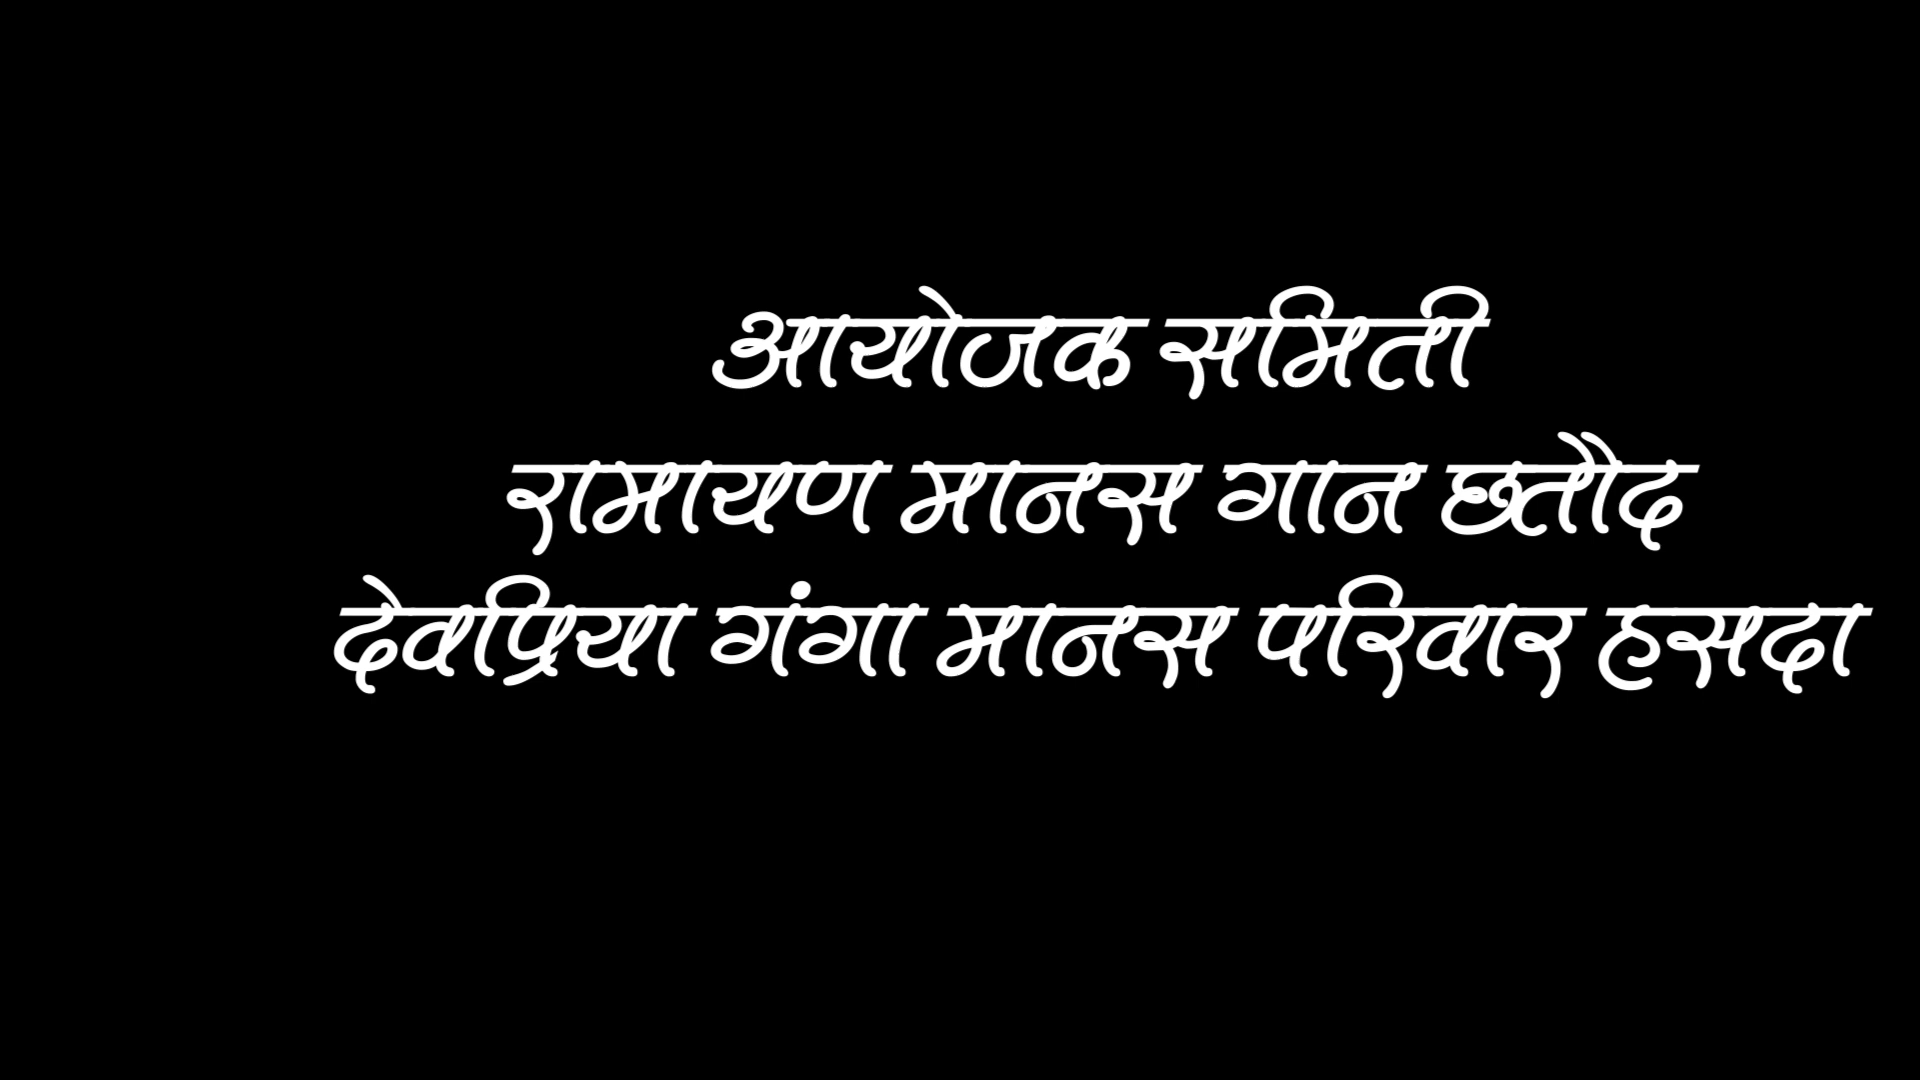 आयोजक समिती
रामायण मानस गान छतौद
देवप्रिया गंगा मानस परिवार हसदा